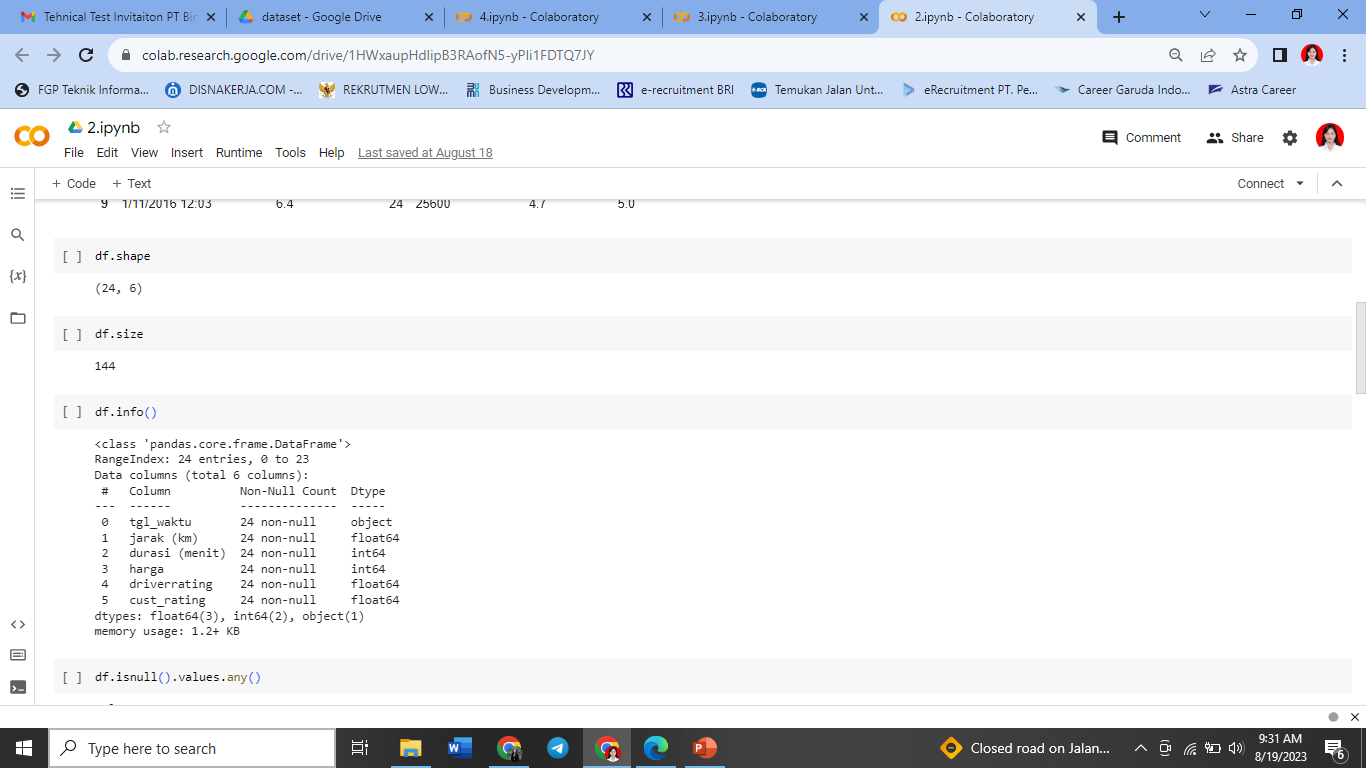 Tehnical Test Invitaiton PT Bin
dataset - Google Drive
4.ipynb - Colaboratory
3.ipynb - Colaboratory
2.ipynb - Colaboratory
colab.research.google.com/drive/1HWxaupHdlipB3RAofN5-yPIi1FDTQ7JY
FGP Teknik Informa...
DISNAKERJA.COM -...
REKRUTMEN LOW...
Business Developm...
e-recruitment BRI
Temukan Jalan Unt...
eRecruitment PT. Pe...
Career Garuda Indo...
Astra Career
2.ipynb
Comment
Share
File Edit View Insert Runtime Tools Help Last saved at August 18
+ Code + Text
Connect
9 1/11/2016 12:03 6.4 24 25600 4.7 5.0
[ ] df.shape
(24, 6)
[ ] df.size
144
[ ] df.info()
<class 'pandas.core.frame.DataFrame'>
RangeIndex: 24 entries, 0 to 23
Data columns (total 6 columns):
# Column Non-Null Count Dtype
--- ------ -------------- -----
0 tgl_waktu 24 non-null object
1 jarak (km) 24 non-null float64
2 durasi (menit) 24 non-null int64
3 harga 24 non-null int64
4 driverrating 24 non-null float64
5 cust_rating 24 non-null float64
dtypes: float64(3), int64(2), object(1)
memory usage: 1.2+ KB
[ ] df.isnull().values.any()
Type here to search
Closed road on Jalan...
9:31 AM
8/19/2023
6